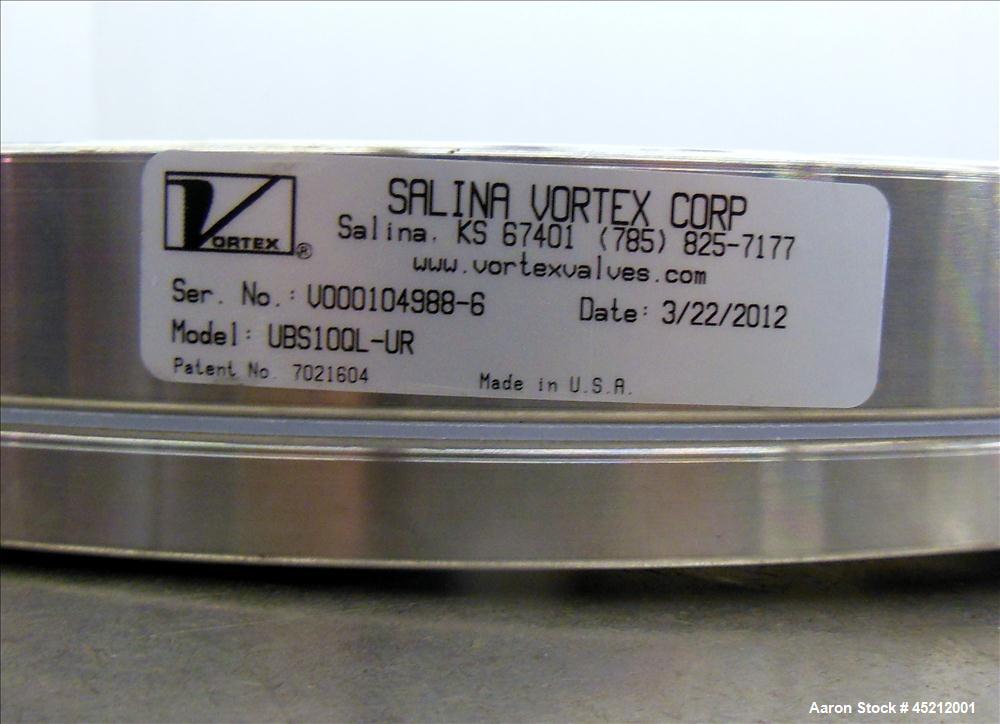 VORTEX®
SALINA VORTEX CORP
Salina, KS 67401 (785) 825-7177
www.vortexvalves.com
Ser. No.: V000104988-6 Date: 3/22/2012
Model: UBS10QL-UR
Patent No. 7021604 Made in U.S.A.
Aaron Stock # 45212001